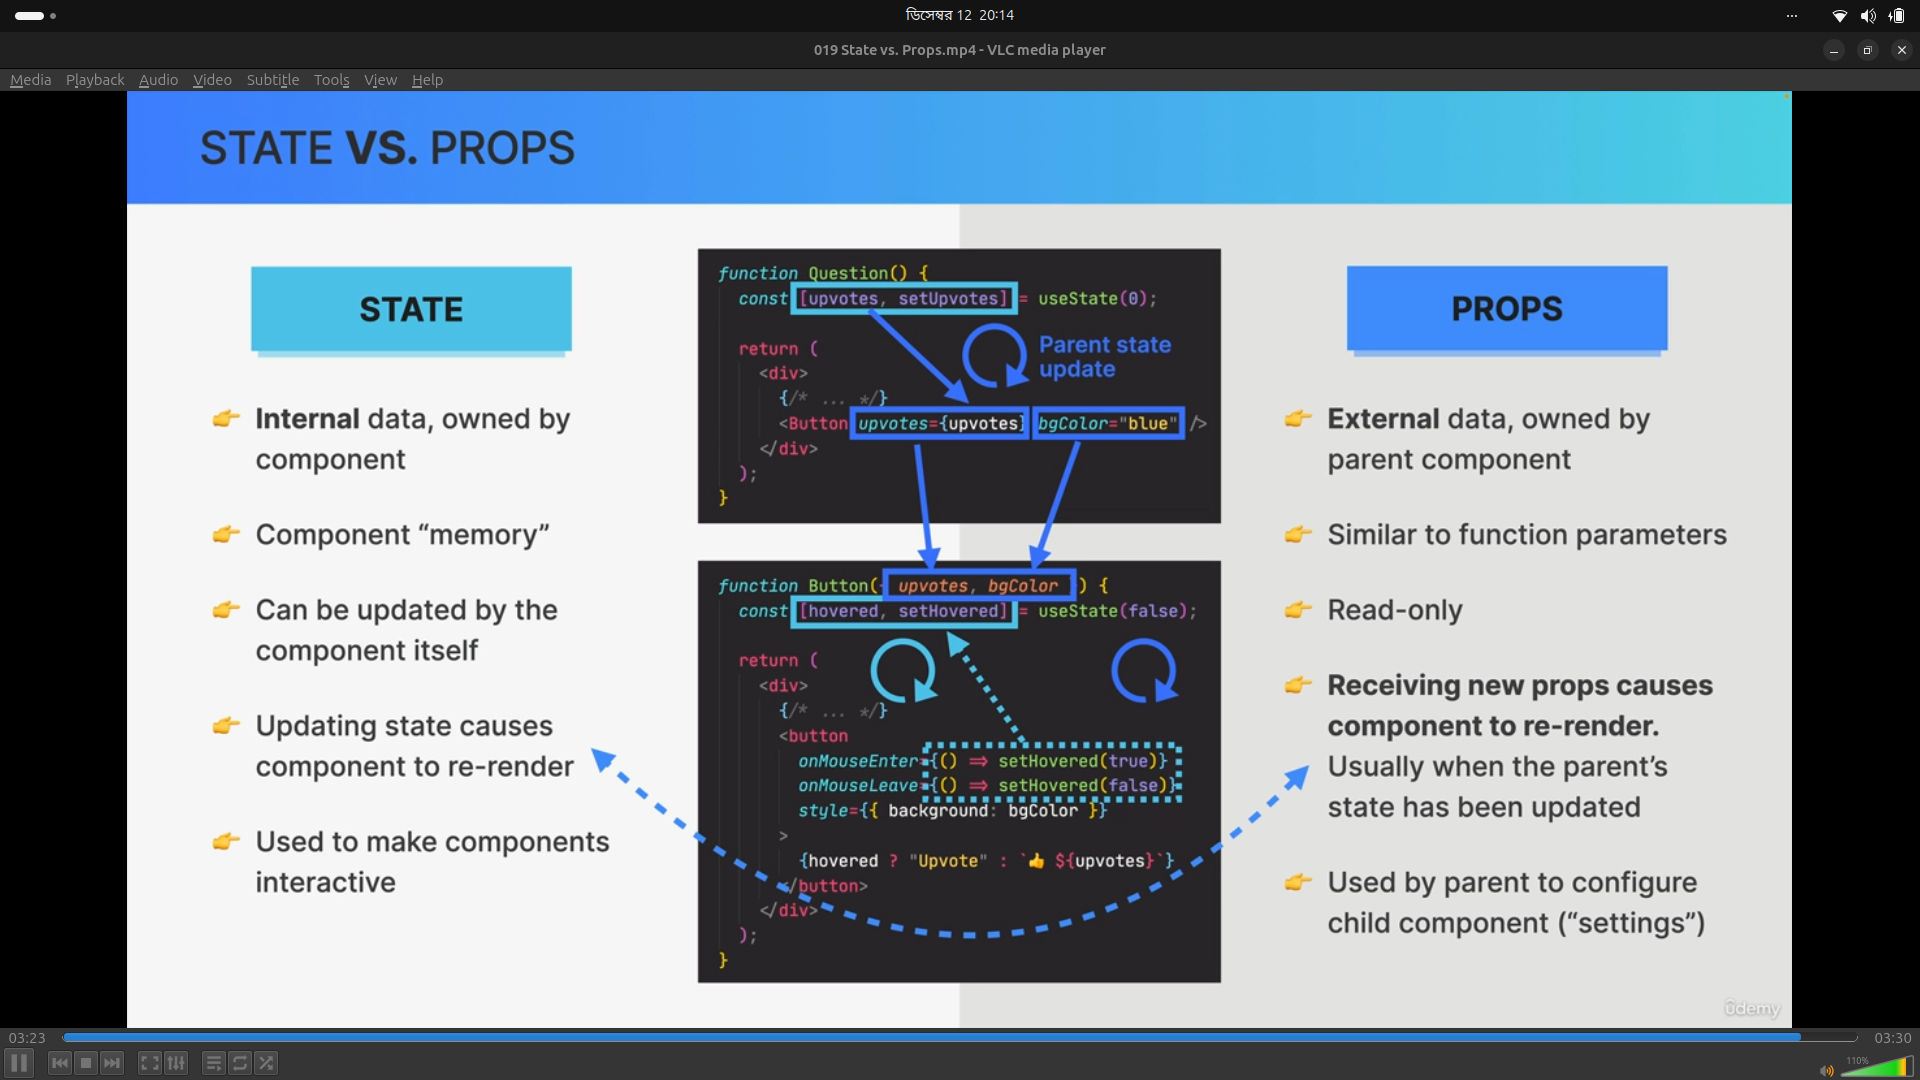 ডিসেম্বর 12 20:14
019 State vs. Props.mp4 - VLC media player
Media Playback Audio Video Subtitle Tools View Help
STATE VS. PROPS
STATE
Internal data, owned by
component
Component “memory”
Can be updated by the
component itself
Updating state causes
component to re-render
Used to make components
interactive
function Question() {
const [upvotes, setUpvotes] = useState(0);
return (
<div>
{/* ... */}
<Button upvotes={upvotes} bgColor="blue" />
</div>
);
}
Parent state
update
function Button({ upvotes, bgColor }) {
const [hovered, setHovered] = useState(false);
return (
<div>
{/* ... */}
<button
onMouseEnter={() => setHovered(true)}
onMouseLeave={() => setHovered(false)}
style={{ background: bgColor }}
>
{hovered ? "Upvote" : `👍 ${upvotes}`}
</button>
</div>
);
}
PROPS
External data, owned by
parent component
Similar to function parameters
Read-only
Receiving new props causes
component to re-render.
Usually when the parent’s
state has been updated
Used by parent to configure
child component (“settings”)
ûdemy
03:23
03:30
110%